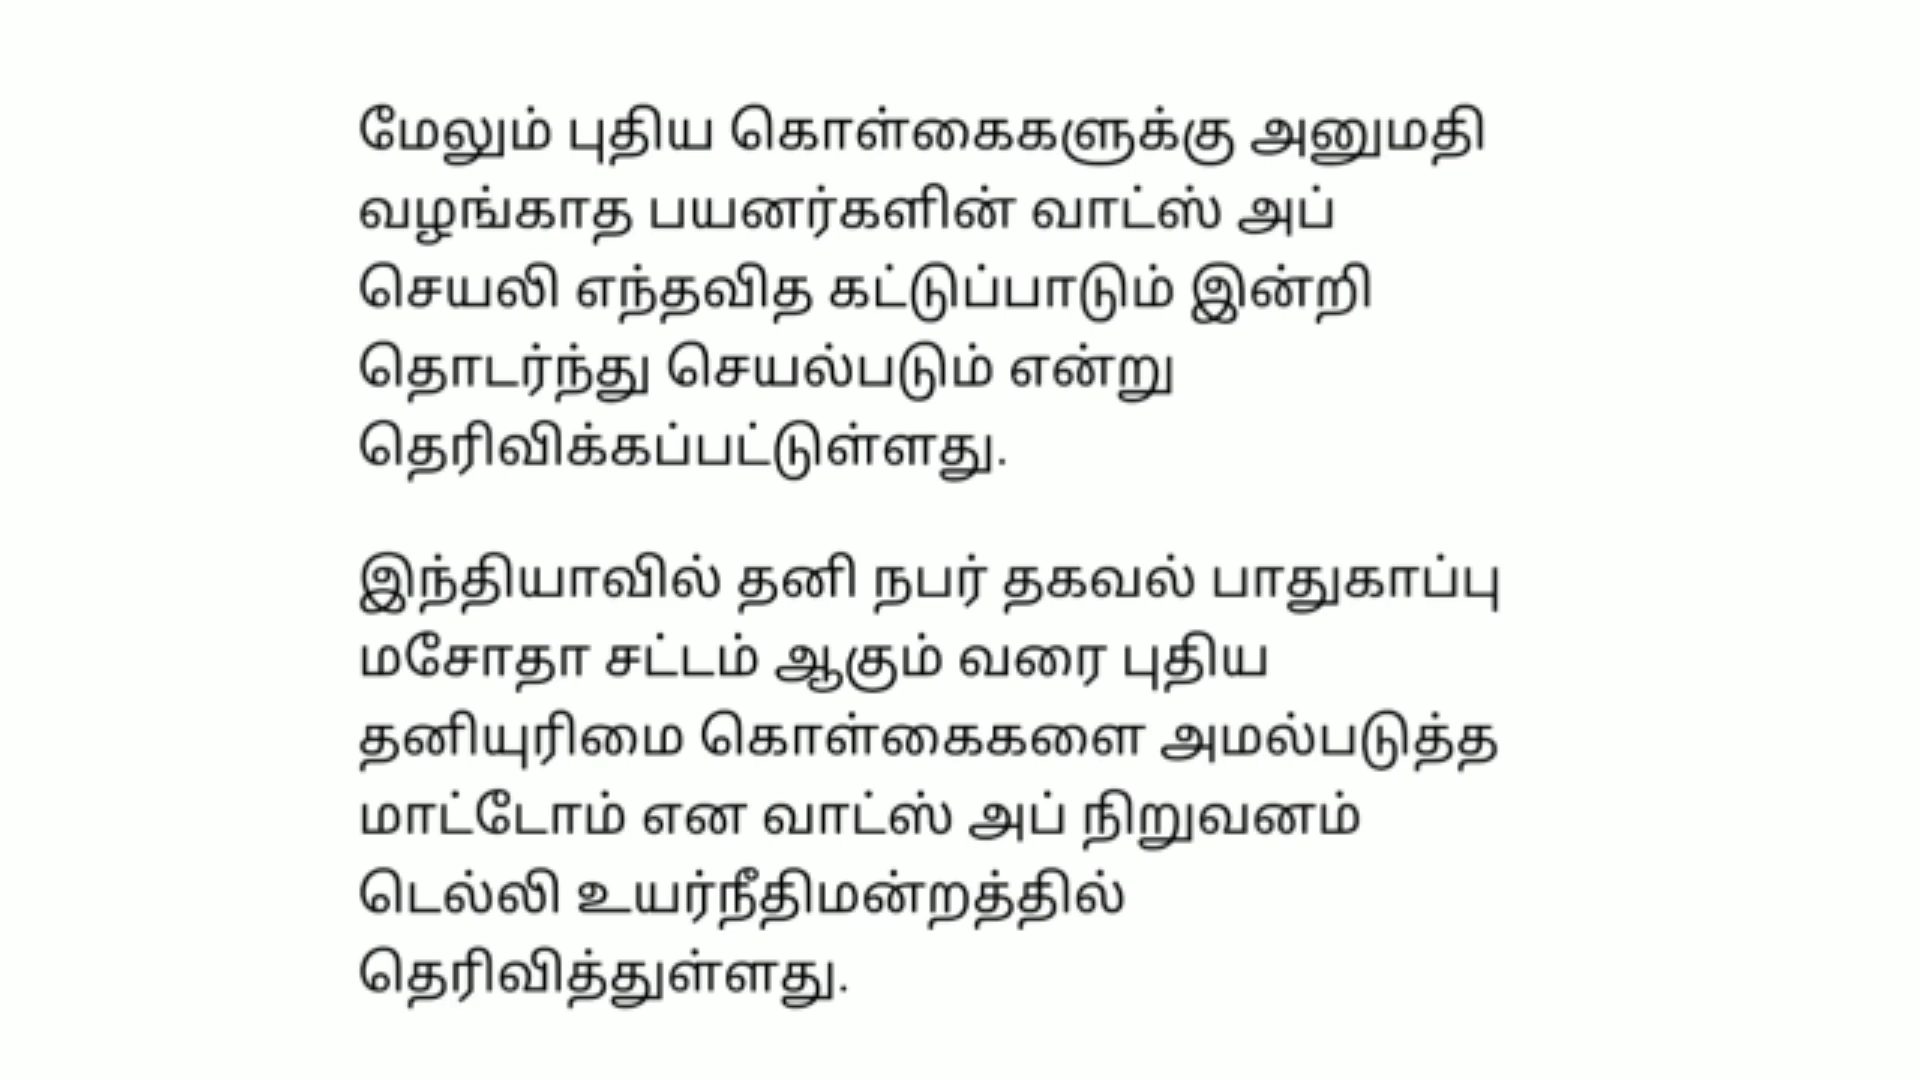 மேலும் புதிய கொள்கைகளுக்கு அனுமதி
வழங்காத பயனர்களின் வாட்ஸ் அப்
செயலி எந்தவித கட்டுப்பாடும் இன்றி
தொடர்ந்து செயல்படும் என்று
தெரிவிக்கப்பட்டுள்ளது.
இந்தியாவில் தனி நபர் தகவல் பாதுகாப்பு
மசோதா சட்டம் ஆகும் வரை புதிய
தனியுரிமை கொள்கைகளை அமல்படுத்த
மாட்டோம் என வாட்ஸ் அப் நிறுவனம்
டெல்லி உயர்நீதிமன்றத்தில்
தெரிவித்துள்ளது.